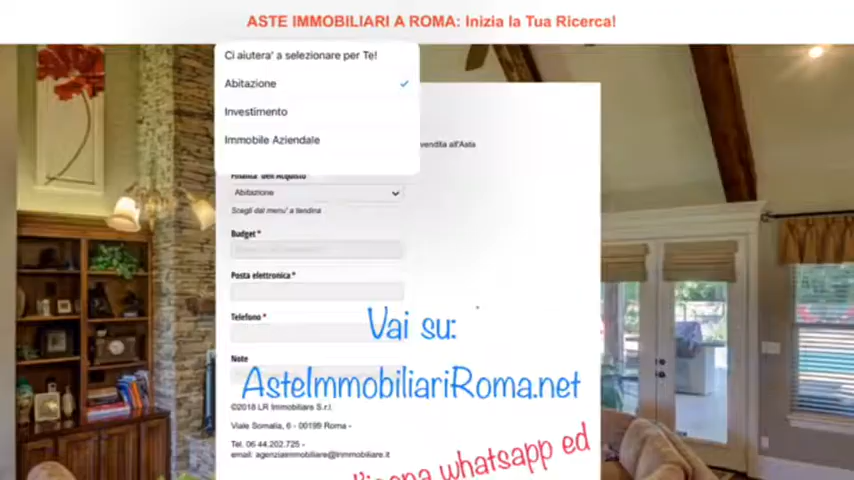 ASTE IMMOBILIARI A ROMA: Inizia la Tua Ricerca!
Ci aiutera' a selezionare per Te!
Abitazione
Investimento
Immobile Aziendale
vendita all'Asta
Finalita' dell'Acquisto
Abitazione
Scegli dal menu' a tendina
Budget *
Posta elettronica *
Telefono *
Vai su:
Note
AsteImmobiliariRoma.net
©2018 LR Immobiliare S.r.l.
Viale Somalia, 6 - 00199 Roma -
Tel. 06 44.202.725 -
email: agenziaimmobiliare@lrimmobiliare.it
whatsapp ed